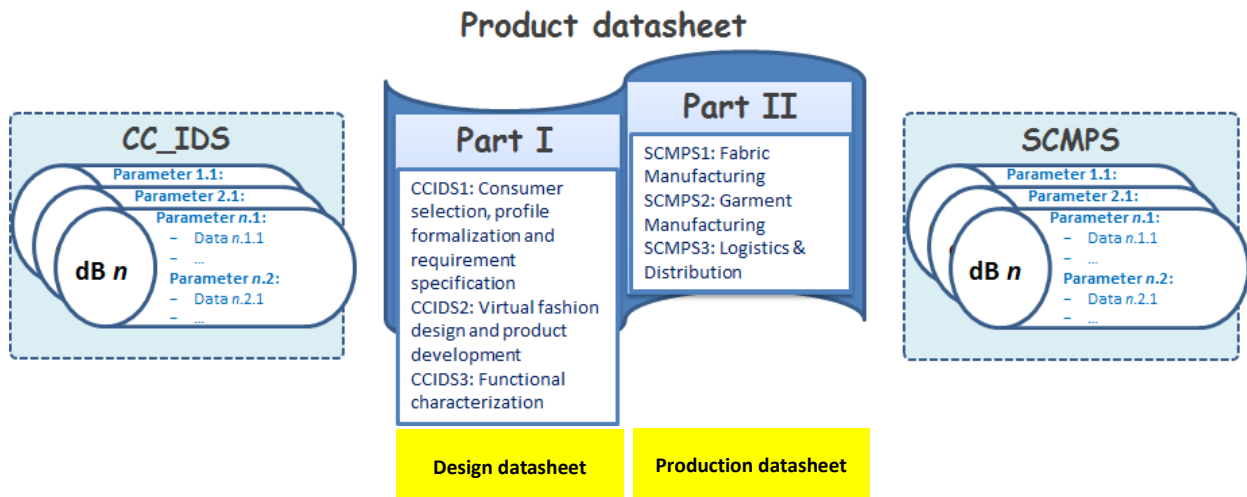 Product datasheet
CC_IDS
Parameter 1.1:
Parameter 2.1:
Parameter n.1:
– Data n.1.1
– ...
Parameter n.2:
– Data n.2.1
– ...
dB n
Part I
CCIDS1: Consumer
selection, profile
formalization and
requirement
specification
CCIDS2: Virtual fashion
design and product
development
CCIDS3: Functional
characterization
Design datasheet
Part II
SCMPS1: Fabric
Manufacturing
SCMPS2: Garment
Manufacturing
SCMPS3: Logistics &
Distribution
Production datasheet
SCMPS
Parameter 1.1:
Parameter 2.1:
Parameter n.1:
– Data n.1.1
– ...
Parameter n.2:
– Data n.2.1
– ...
dB n